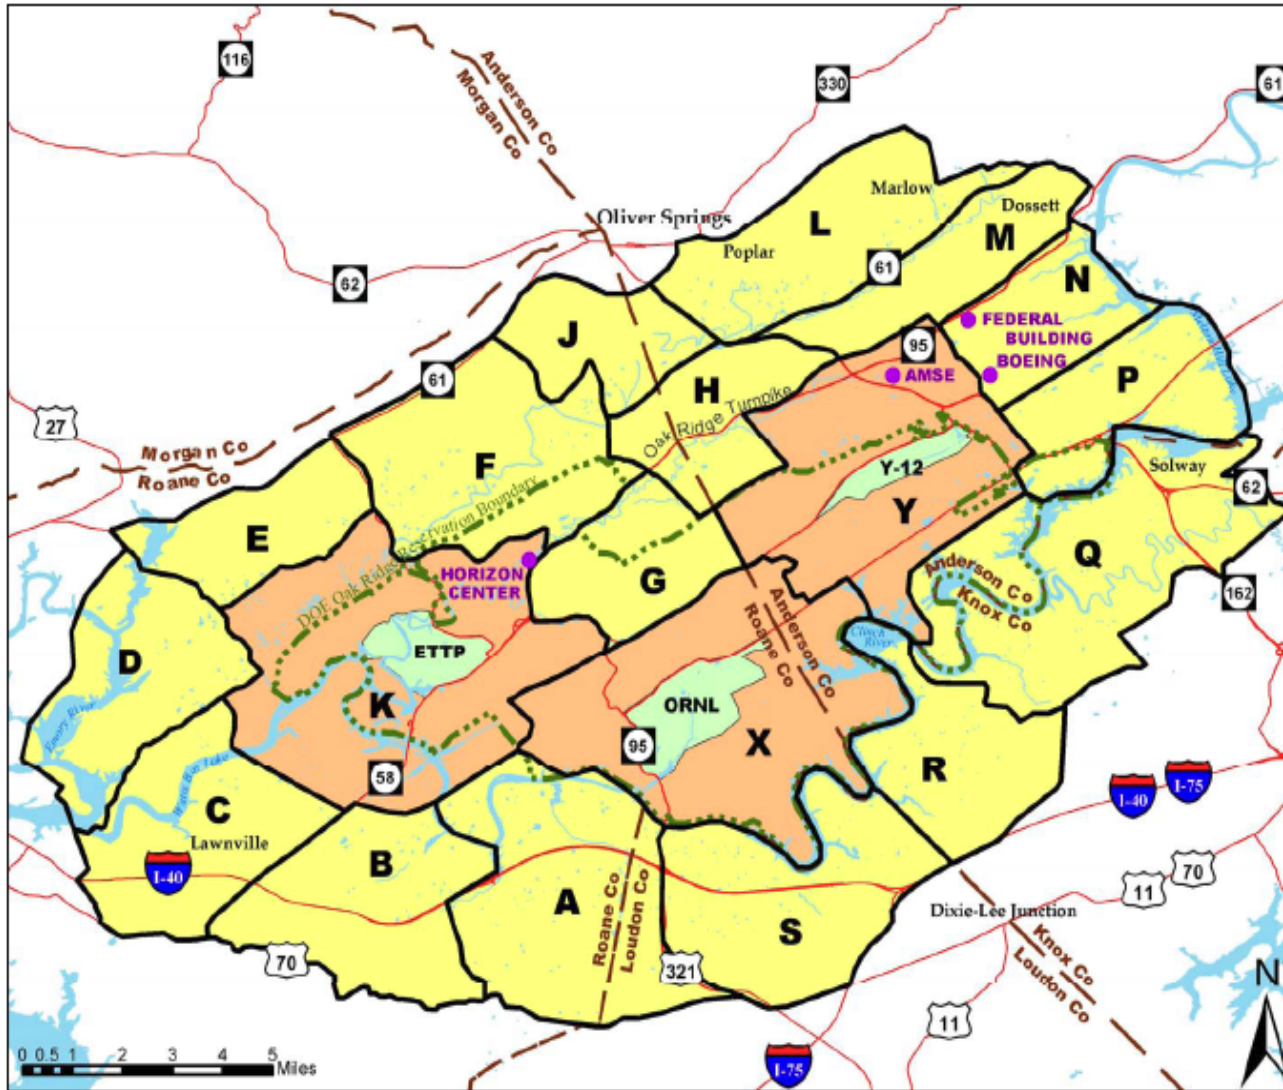 116
Anderson Co
Morgan Co
330
61
Marlow
L
Dossett
Oliver Springs
M
Poplar
61
62
N
J
FEDERAL
BUILDING
95
BOEING
AMSE
61
H
P
Oak Ridge Turnpike
27
Morgan Co
Roane Co
F
Y-12
Solway
62
DOE Oak Ridge Reservation Boundary
Y
E
Q
HORIZON
CENTER
G
Anderson Co
Knox Co
162
Anderson Co
Roane Co
Clinch
River
D
ETTP
K
ORNL
Emory River
95
X
58
R
Watts Bar Lake
C
I-40
I-75
Lawnville
B
I-40
A
70
11
Dixie-Lee Junction
S
Roane Co
Loudon Co
Knox Co
Loudon Co
70
321
N
11
0 0.5 1 2 3 4 5
Miles
I-75